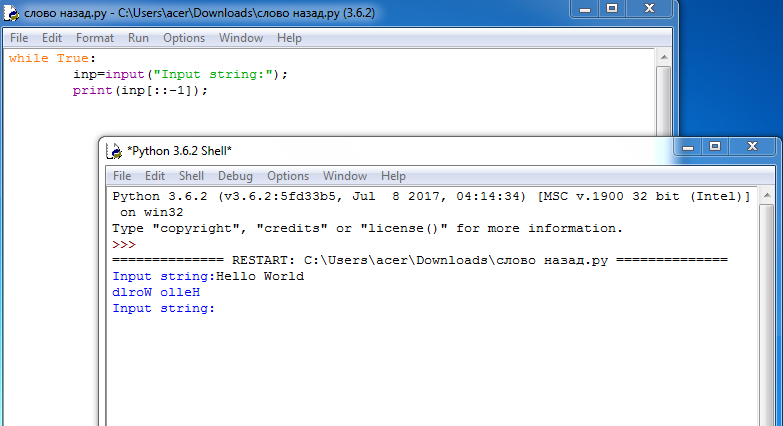 слово назад.py - C:\Users\acer\Downloads\слово назад.py (3.6.2)
File Edit Format Run Options Window Help
while True:
inp=input("Input string:");
print(inp[::-1]);
*Python 3.6.2 Shell*
File Edit Shell Debug Options Window Help
Python 3.6.2 (v3.6.2:5fd33b5, Jul  8 2017, 04:14:34) [MSC v.1900 32 bit (Intel)]
on win32
Type "copyright", "credits" or "license()" for more information.
>>>
============== RESTART: C:\Users\acer\Downloads\слово назад.py ==============
Input string:Hello World
dlroW olleH
Input string: